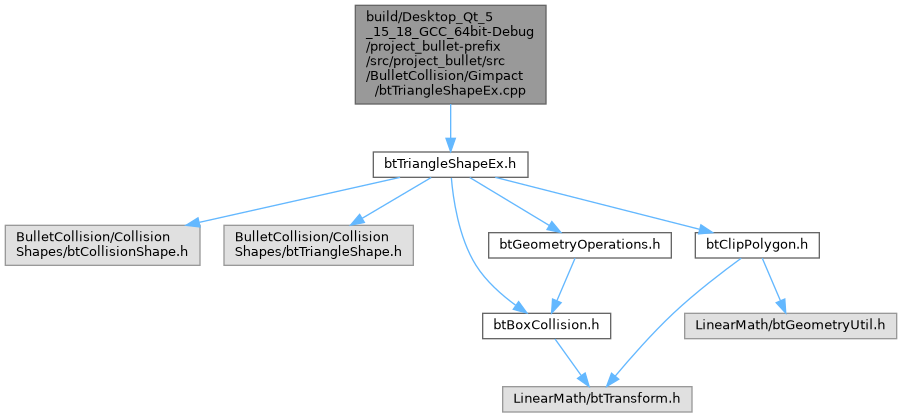 build/Desktop_Qt_5
_15_18_GCC_64bit-Debug
/project_bullet-prefix
/src/project_bullet/src
/BulletCollision/Gimpact
/btTriangleShapeEx.cpp
btTriangleShapeEx.h
BulletCollision/Collision
Shapes/btCollisionShape.h
BulletCollision/Collision
Shapes/btTriangleShape.h
btGeometryOperations.h
btClipPolygon.h
btBoxCollision.h
LinearMath/btGeometryUtil.h
LinearMath/btTransform.h